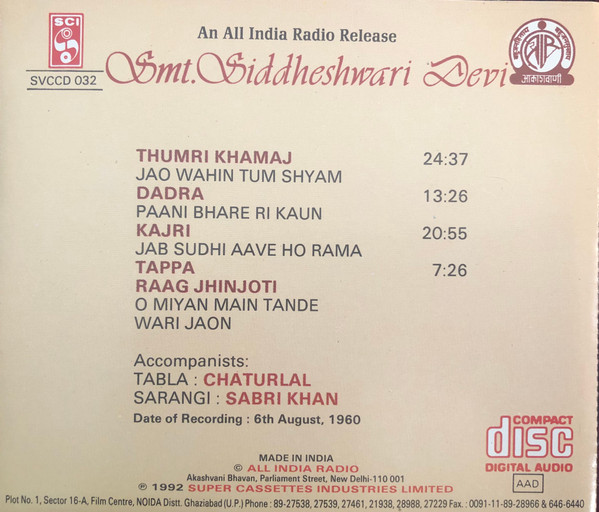 SCI
An All India Radio Release
SVCCD 032
Smt. Siddheshwari Devi
आकाशवाणी
THUMRI KHAMAJ 24:37
JAO WAHIN TUM SHYAM
DADRA 13:26
PAANI BHARE RI KAUN
KAJRI 20:55
JAB SUDHI AAVE HO RAMA
TAPPA 7:26
RAAG JHINJOTI
O MIYAN MAIN TANDE
WARI JAON
Accompanists:
TABLA : CHATURLAL
SARANGI : SABRI KHAN
Date of Recording : 6th August, 1960
COMPACT
disc
DIGITAL AUDIO
AAD
MADE IN INDIA
© ALL INDIA RADIO
Akashvani Bhavan, Parliament Street, New Delhi-110 001
℗ 1992 SUPER CASSETTES INDUSTRIES LIMITED
Plot No. 1, Sector 16-A, Film Centre, NOIDA Distt. Ghaziabad (U.P.) Phone : 89-27538, 27539, 27461, 21938, 28988, 27229 Fax : 0091-11-89-28966 & 646-6440